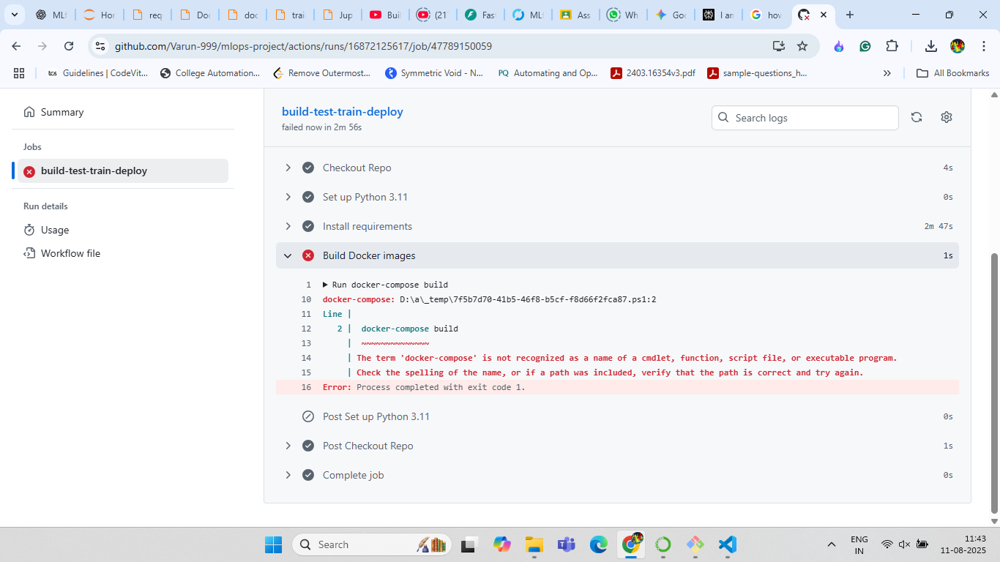 MLf
Hor
req
Doc
doc
trai
Jup
Buil
(21
Fast
MLf
Ass
Wh
Goo
I an
how
github.com/Varun-999/mlops-project/actions/runs/16872125617/job/47789150059
tcs Guidelines | CodeVit...
College Automation...
Remove Outermost...
Symmetric Void - N...
PQ Automating and Op...
2403.16354v3.pdf
sample-questions_h...
» All Bookmarks
Summary
Jobs
build-test-train-deploy
Run details
Usage
Workflow file
build-test-train-deploy
failed now in 2m 56s
Search logs
Checkout Repo 4s
Set up Python 3.11 0s
Install requirements 2m 47s
Build Docker images 1s
1 Run docker-compose build
10 docker-compose: D:\a\_temp\7f5b7d70-41b5-46f8-b5cf-f8d66f2fca87.ps1:2
11 Line |
12 2 | docker-compose build
13 | ~~~~~~~~~~~~~~
14 | The term 'docker-compose' is not recognized as a name of a cmdlet, function, script file, or executable program.
15 | Check the spelling of the name, or if a path was included, verify that the path is correct and try again.
16 Error: Process completed with exit code 1.
Post Set up Python 3.11 0s
Post Checkout Repo 1s
Complete job 0s
Search
ENG
IN
11:43
11-08-2025